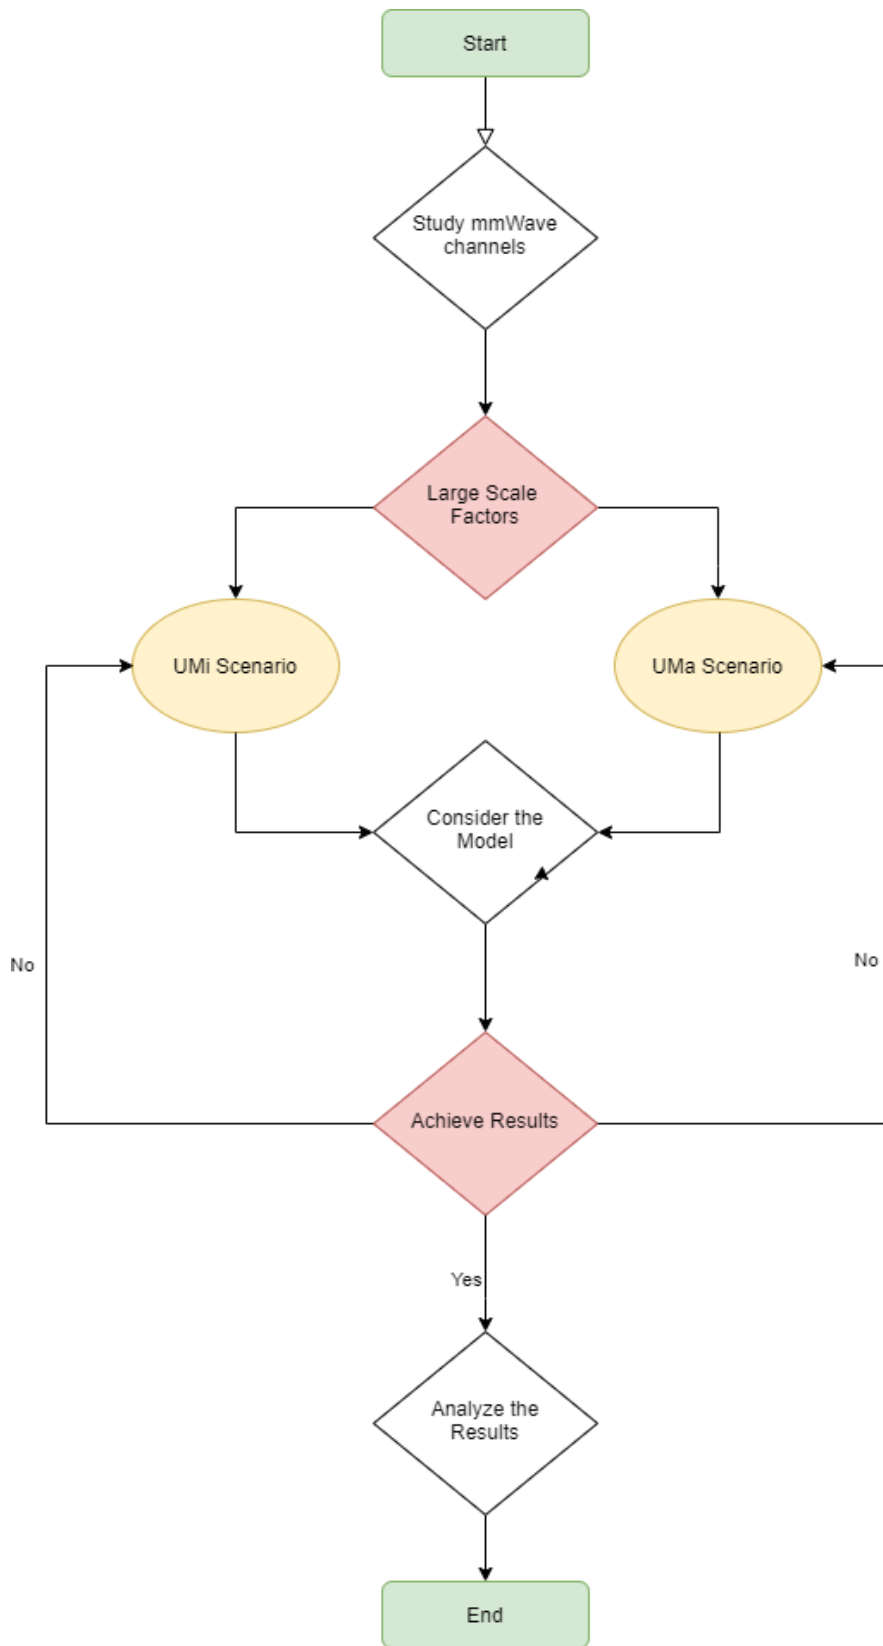 Start
Study mmWave
channels
Large Scale
Factors
UMi Scenario
UMa Scenario
Consider the
Model
No
No
Achieve Results
Yes
Analyze the
Results
End